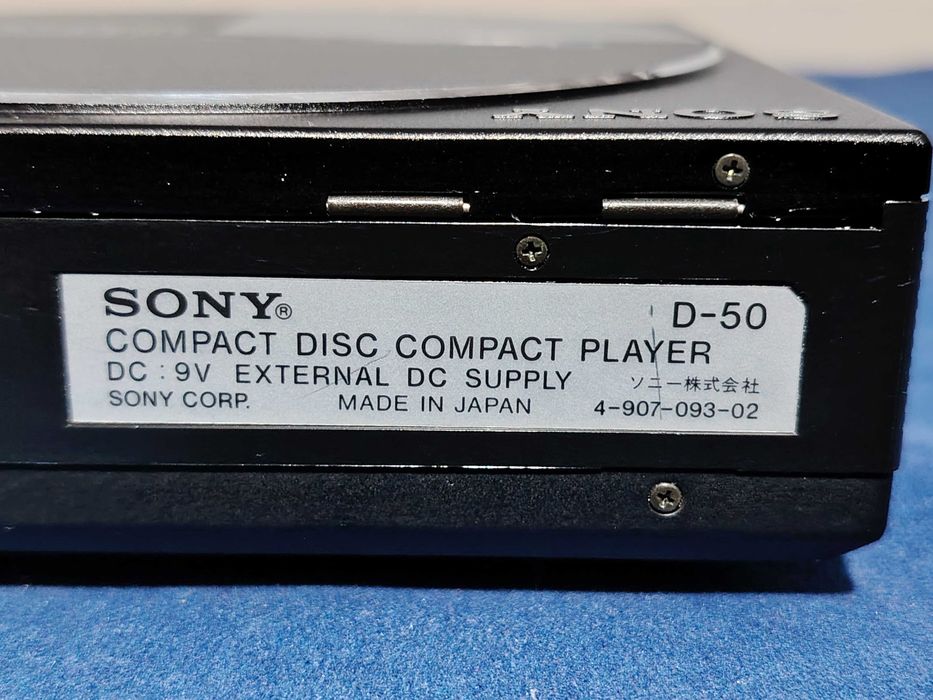 SONY
SONY® D-50
COMPACT DISC COMPACT PLAYER
DC : 9V EXTERNAL DC SUPPLY ソニー株式会社
SONY CORP. MADE IN JAPAN 4-907-093-02